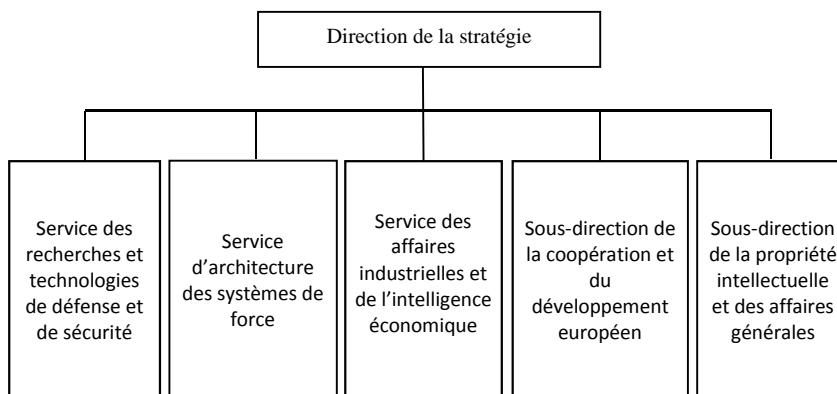 Direction de la stratégie
Service des
recherches et
technologies
de défense et
de sécurité
Service
d’architecture
des systèmes de
force
Service des
affaires
industrielles et
de l’intelligence
économique
Sous-direction de
la coopération et
du
développement
européen
Sous-direction
de la propriété
intellectuelle
et des affaires
générales